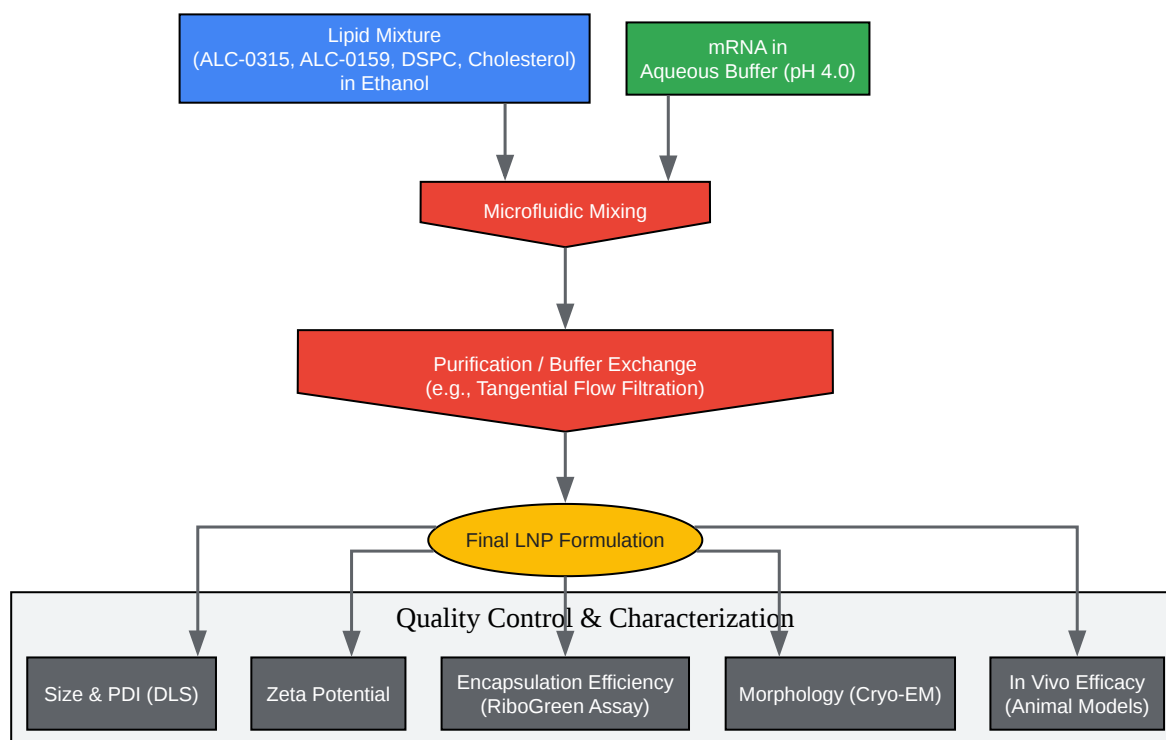 Lipid Mixture
(ALC-0315, ALC-0159, DSPC, Cholesterol)
in Ethanol
mRNA in
Aqueous Buffer (pH 4.0)
Microfluidic Mixing
Purification / Buffer Exchange
(e.g., Tangential Flow Filtration)
Final LNP Formulation
Quality Control & Characterization
Size & PDI (DLS)
Zeta Potential
Encapsulation Efficiency
(RiboGreen Assay)
Morphology (Cryo-EM)
In Vivo Efficacy
(Animal Models)